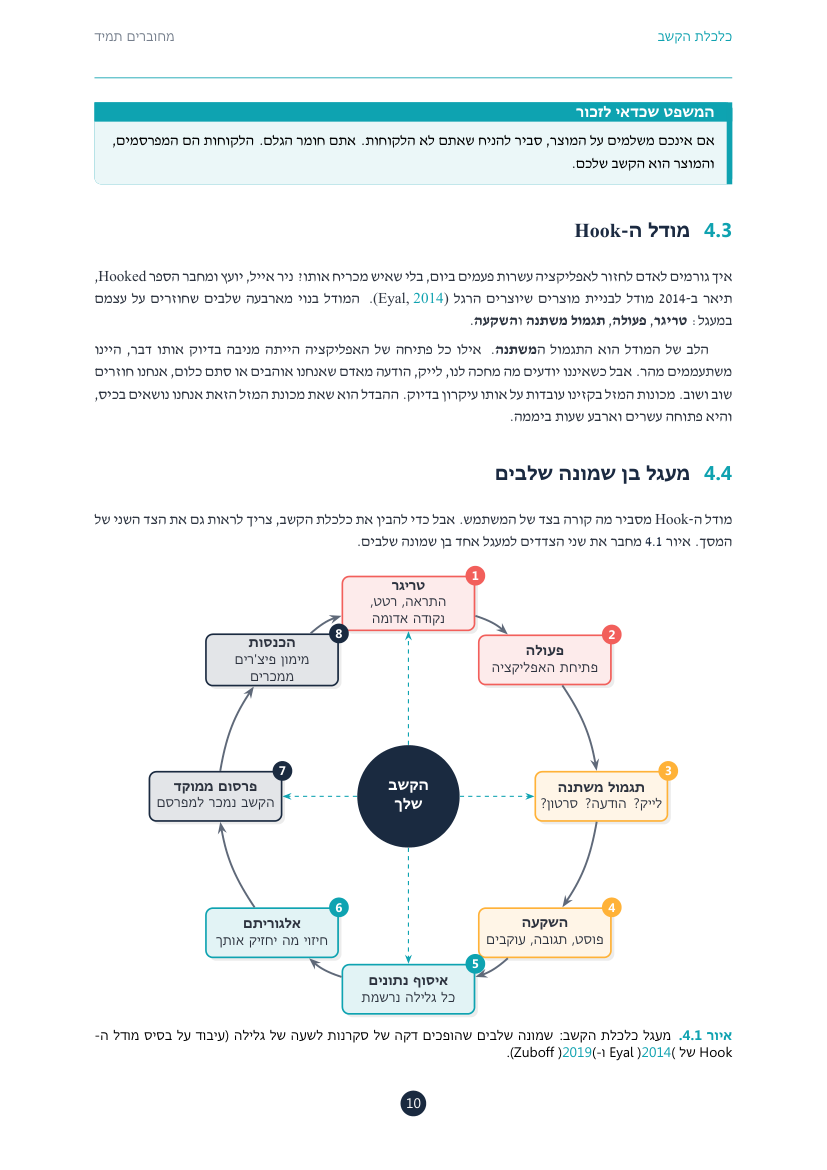 כלכלת הקשב
מחוברים תמיד
המשפט שכדאי לזכור
אם אינכם משלמים על המוצר, סביר להניח שאתם לא הלקוחות. אתם חומר הגלם. הלקוחות הם המפרסמים,
והמוצר הוא הקשב שלכם.
4.3 מודל ה-Hook
איך גורמים לאדם לחזור לאפליקציה עשרות פעמים ביום, בלי שאיש מכריח אותו? ניר אייל, יועץ ומחבר הספר Hooked,
תיאר ב-2014 מודל לבניית מוצרים שיוצרים הרגל (Eyal, 2014). המודל בנוי מארבעה שלבים שחוזרים על עצמם
במעגל: טריגר, פעולה, תגמול משתנה והשקעה.
הלב של המודל הוא התגמול המשתנה. אילו כל פתיחה של האפליקציה הייתה מניבה בדיוק אותו דבר, היינו
משתעממים מהר. אבל כשאיננו יודעים מה מחכה לנו, לייק, הודעה מאדם שאנחנו אוהבים או סתם כלום, אנחנו חוזרים
שוב ושוב. מכונות המזל בקזינו עובדות על אותו עיקרון בדיוק. ההבדל הוא שאת מכונת המזל הזאת אנחנו נושאים בכיס,
והיא פתוחה עשרים וארבע שעות ביממה.
4.4 מעגל בן שמונה שלבים
מודל ה-Hook מסביר מה קורה בצד של המשתמש. אבל כדי להבין את כלכלת הקשב, צריך לראות גם את הצד השני של
המסך. איור 4.1 מחבר את שני הצדדים למעגל אחד בן שמונה שלבים.
1
טריגר
התראה, רטט,
נקודה אדומה
2
פעולה
פתיחת האפליקציה
3
תגמול משתנה
לייק? הודעה? סרטון?
4
השקעה
פוסט, תגובה, עוקבים
5
איסוף נתונים
כל גלילה נרשמת
6
אלגוריתם
חיזוי מה יחזיק אותך
7
פרסום ממוקד
הקשב נמכר למפרסם
8
הכנסות
מימון פיצ'רים
ממכרים
הקשב
שלך
איור 4.1. מעגל כלכלת הקשב: שמונה שלבים שהופכים דקה של סקרנות לשעה של גלילה (עיבוד על בסיס מודל ה-
Hook של )Eyal )2014 ו-)Zuboff )2019).
10